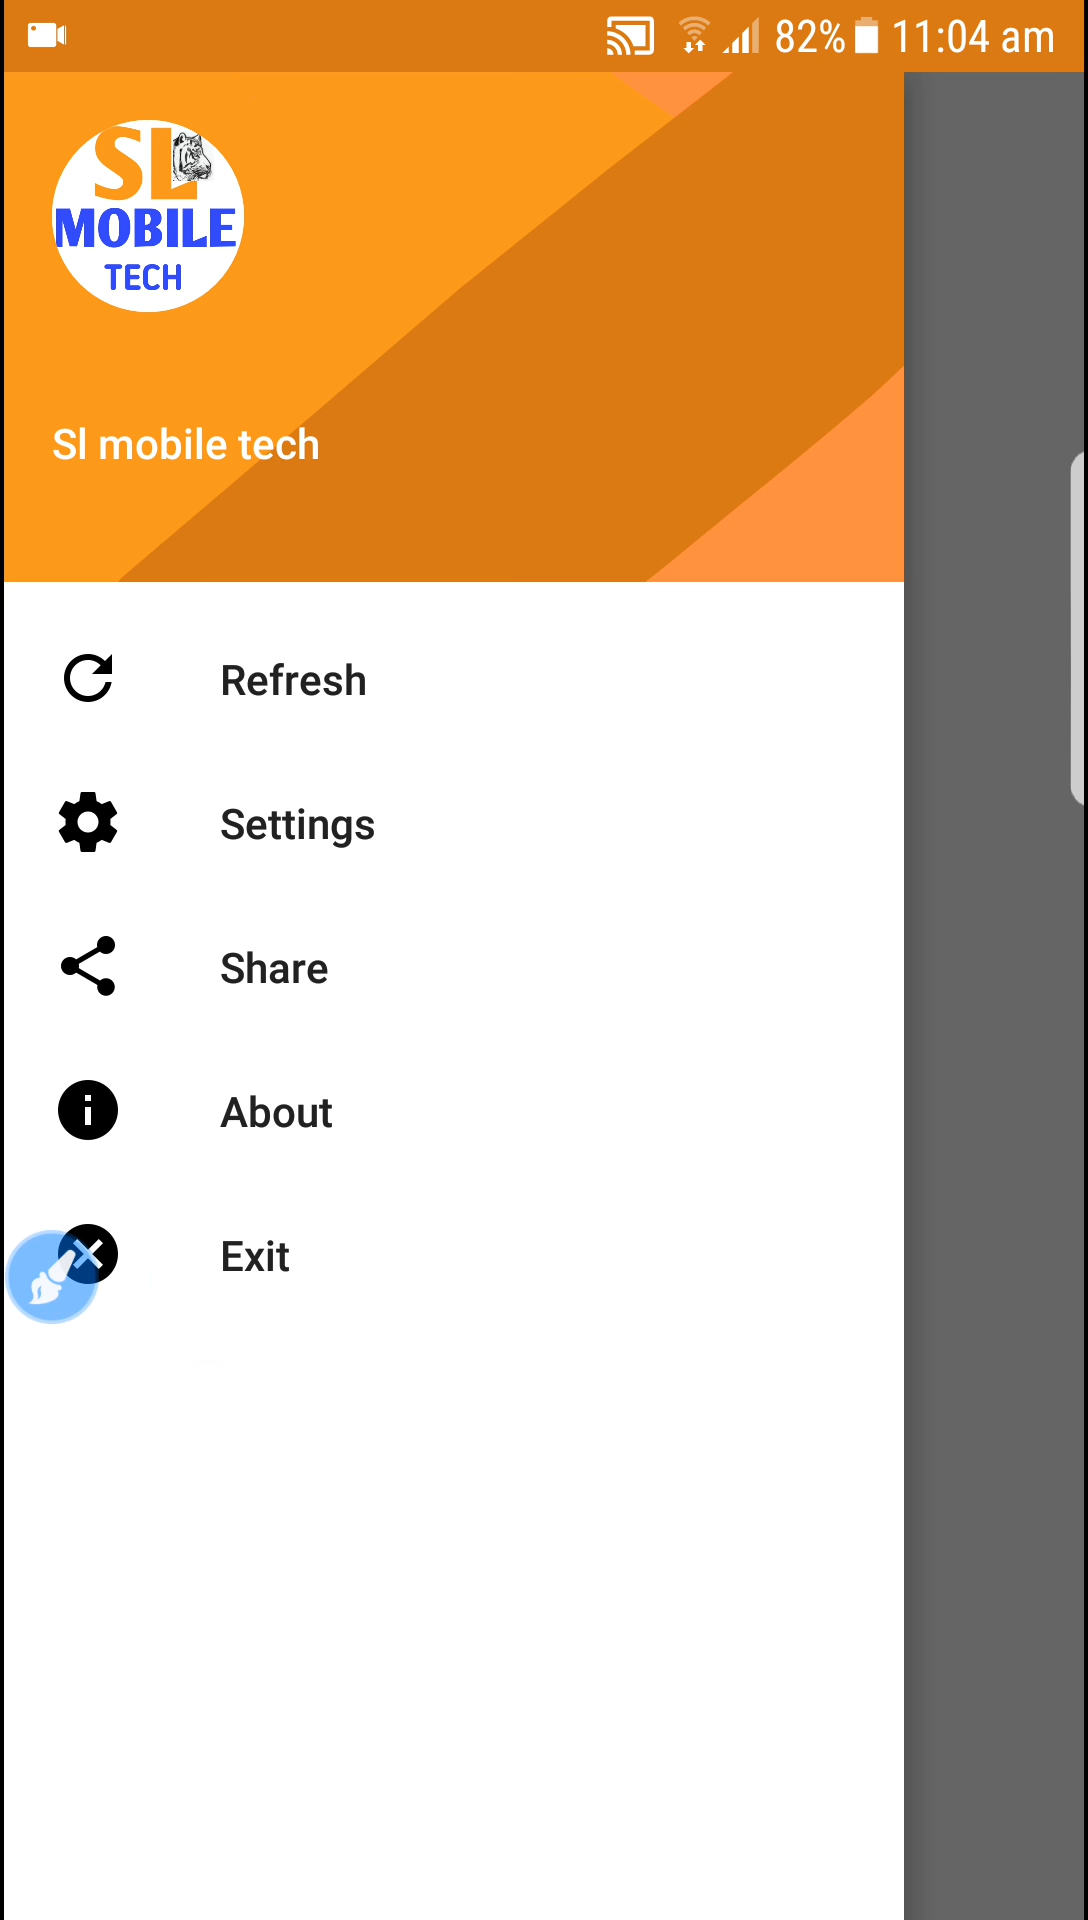 82% 11:04 am
SL
MOBILE
TECH
Sl mobile tech
Refresh
Settings
Share
About
Exit